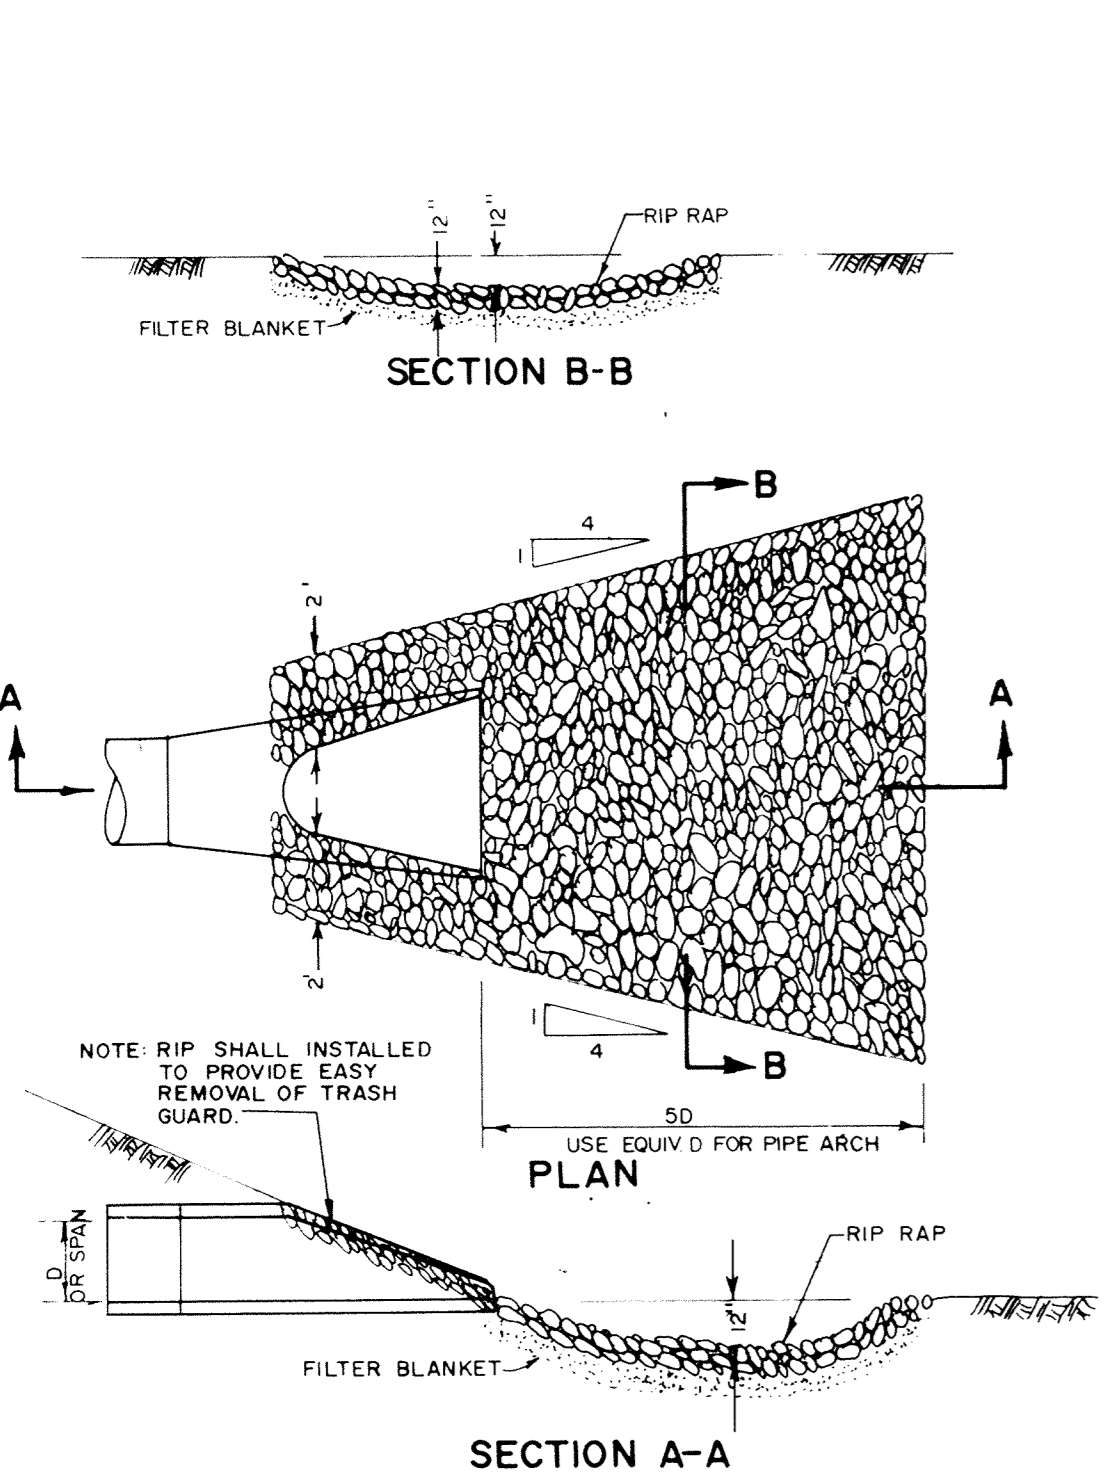 12"
12"
RIP RAP
FILTER BLANKET
SECTION B-B
B
4
1
2'
A
A
2'
1
4
B
NOTE: RIP SHALL INSTALLED
TO PROVIDE EASY
REMOVAL OF TRASH
GUARD.
5D
USE EQUIV. D FOR PIPE ARCH
PLAN
D
OR SPAN
RIP RAP
12"
FILTER BLANKET
SECTION A-A